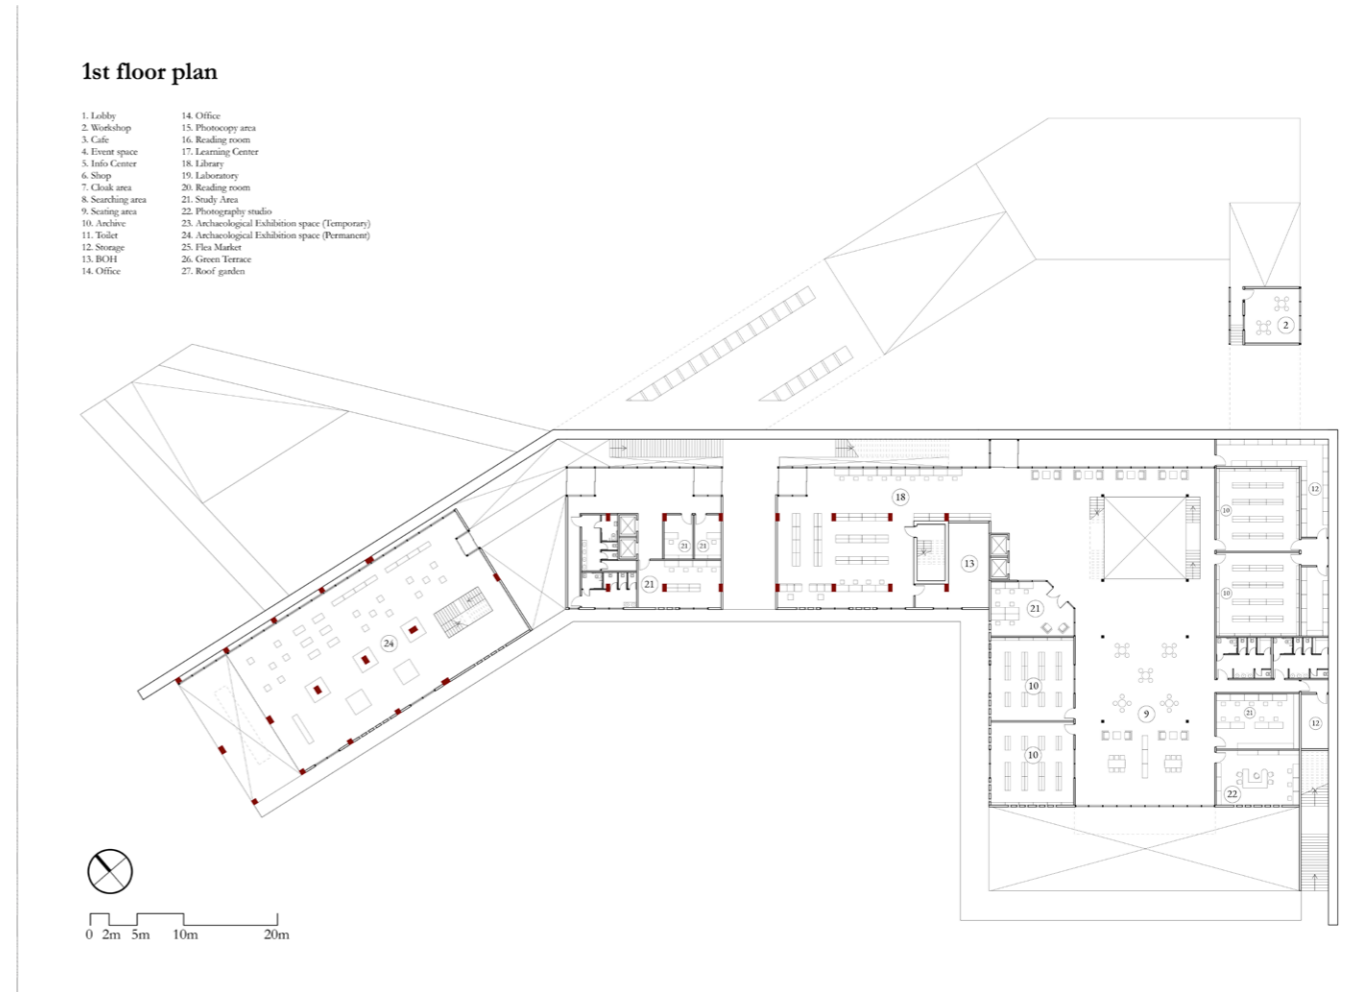 1st floor plan
1. Lobby
2. Workshop
3. Cafe
4. Event space
5. Info Center
6. Shop
7. Cloak area
8. Searching area
9. Seating area
10. Archive
11. Toilet
12. Storage
13. BOH
14. Office
14. Office
15. Photocopy area
16. Reading room
17. Learning Center
18. Library
19. Laboratory
20. Reading room
21. Study Area
22. Photography studio
23. Archaeological Exhibition space (Temporary)
24. Archaeological Exhibition space (Permanent)
25. Flea Market
26. Green Terrace
27. Roof garden
2
18
12
10
21
21
13
21
10
21
24
10
9
21
12
10
22
0 2m 5m 10m 20m